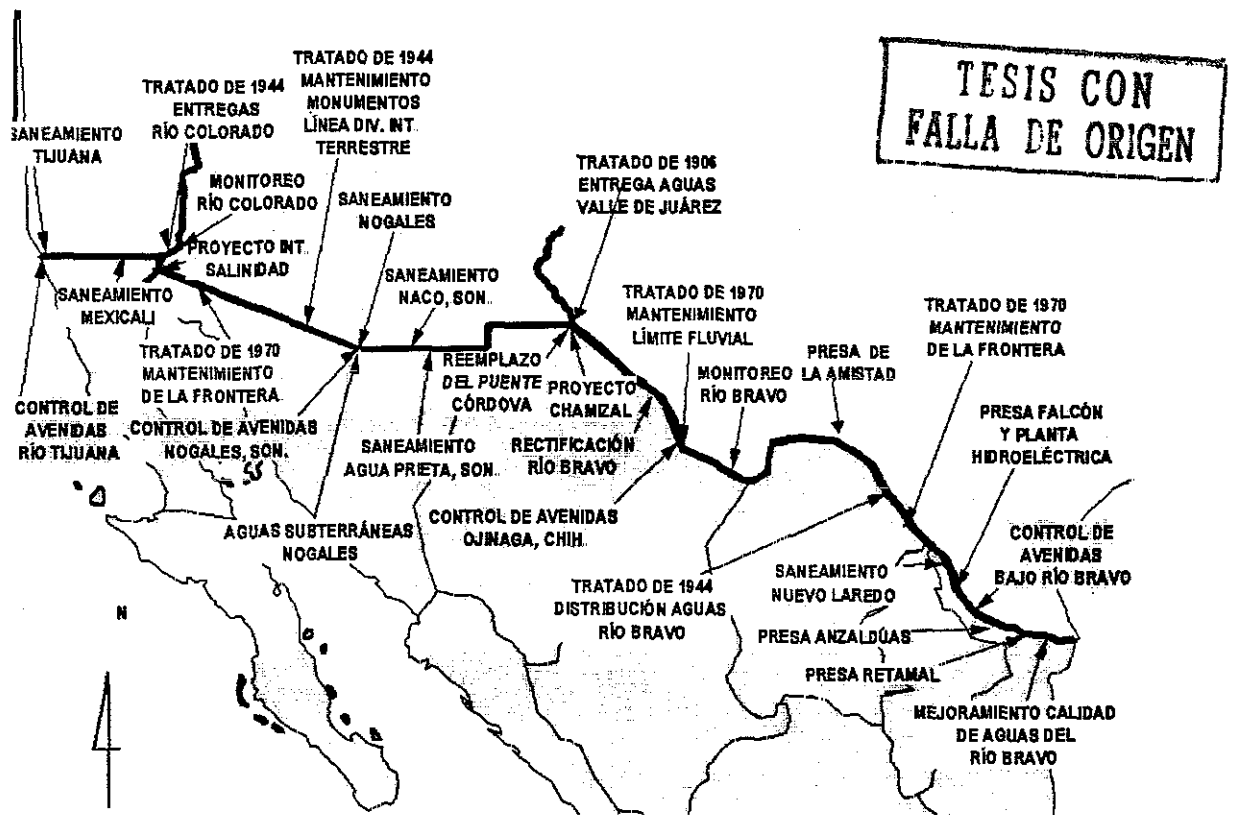 TESIS CON
FALLA DE ORIGEN
SANEAMIENTO
TIJUANA
TRATADO DE 1944
ENTREGAS
RÍO COLORADO
TRATADO DE 1944
MANTENIMIENTO
MONUMENTOS
LÍNEA DIV. INT.
TERRESTRE
MONITOREO
RÍO COLORADO
SANEAMIENTO
NOGALES
TRATADO DE 1906
ENTREGA AGUAS
VALLE DE JUÁREZ
PROYECTO INT.
SALINIDAD
SANEAMIENTO
MEXICALI
SANEAMIENTO
NACO, SON.
TRATADO DE 1970
MANTENIMIENTO
LÍMITE FLUVIAL
TRATADO DE 1970
MANTENIMIENTO
DE LA FRONTERA
TRATADO DE 1970
MANTENIMIENTO
DE LA FRONTERA
REEMPLAZO
DEL PUENTE
CÓRDOVA
PROYECTO
CHAMIZAL
MONITOREO
RÍO BRAVO
PRESA DE
LA AMISTAD
CONTROL DE
AVENIDAS
RÍO TIJUANA
CONTROL DE AVENIDAS
NOGALES, SON.
SANEAMIENTO
AGUA PRIETA, SON.
RECTIFICACIÓN
RÍO BRAVO
PRESA FALCÓN
Y PLANTA
HIDROELÉCTRICA
AGUAS SUBTERRÁNEAS
NOGALES
CONTROL DE AVENIDAS
OJINAGA, CHIH.
CONTROL DE
AVENIDAS
BAJO RÍO BRAVO
TRATADO DE 1944
DISTRIBUCIÓN AGUAS
RÍO BRAVO
SANEAMIENTO
NUEVO LAREDO
PRESA ANZALDÚAS
PRESA RETAMAL
MEJORAMIENTO CALIDAD
DE AGUAS DEL
RÍO BRAVO
N